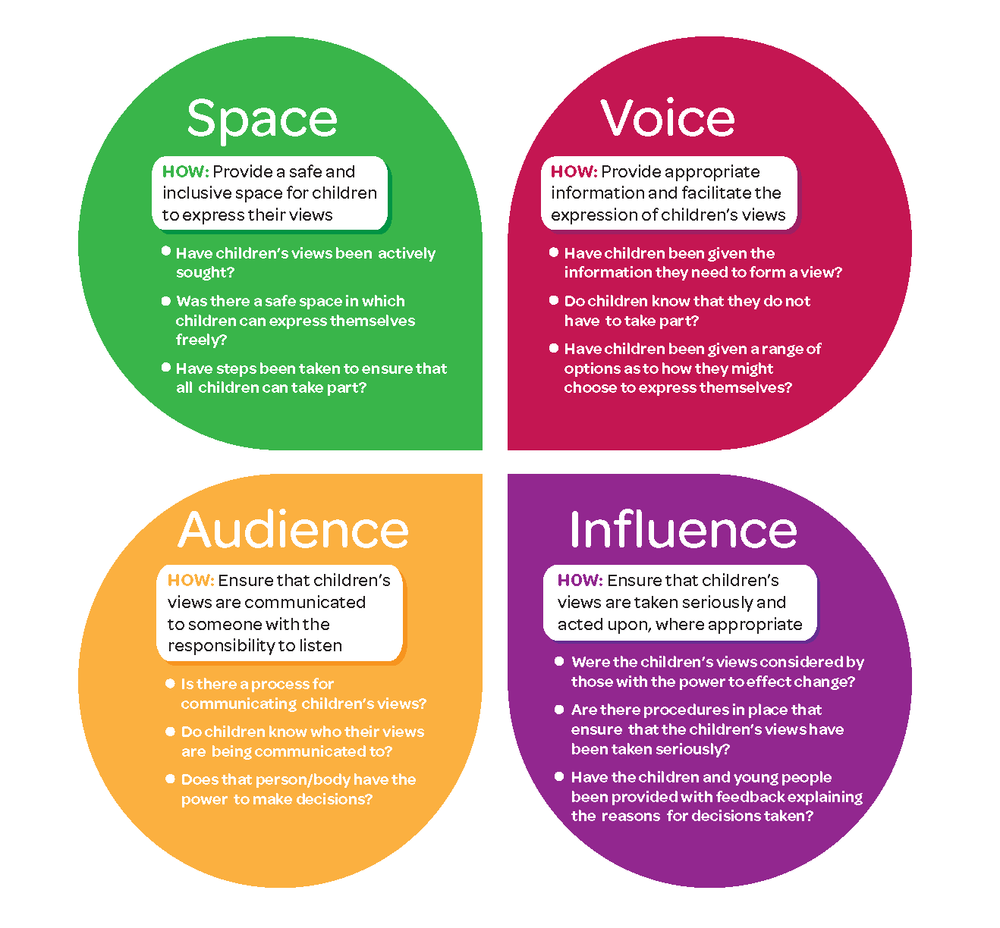 Space
HOW: Provide a safe and
inclusive space for children
to express their views
● Have children's views been actively
sought?
● Was there a safe space in which
children can express themselves
freely?
● Have steps been taken to ensure that
all children can take part?
Voice
HOW: Provide appropriate
information and facilitate the
expression of children's views
● Have children been given the
information they need to form a view?
● Do children know that they do not
have to take part?
● Have children been given a range of
options as to how they might
choose to express themselves?
Audience
HOW: Ensure that children's
views are communicated
to someone with the
responsibility to listen
● Is there a process for
communicating children's views?
● Do children know who their views
are being communicated to?
● Does that person/body have the
power to make decisions?
Influence
HOW: Ensure that children's
views are taken seriously and
acted upon, where appropriate
● Were the children's views considered by
those with the power to effect change?
● Are there procedures in place that
ensure that the children's views have
been taken seriously?
● Have the children and young people
been provided with feedback explaining
the reasons for decisions taken?